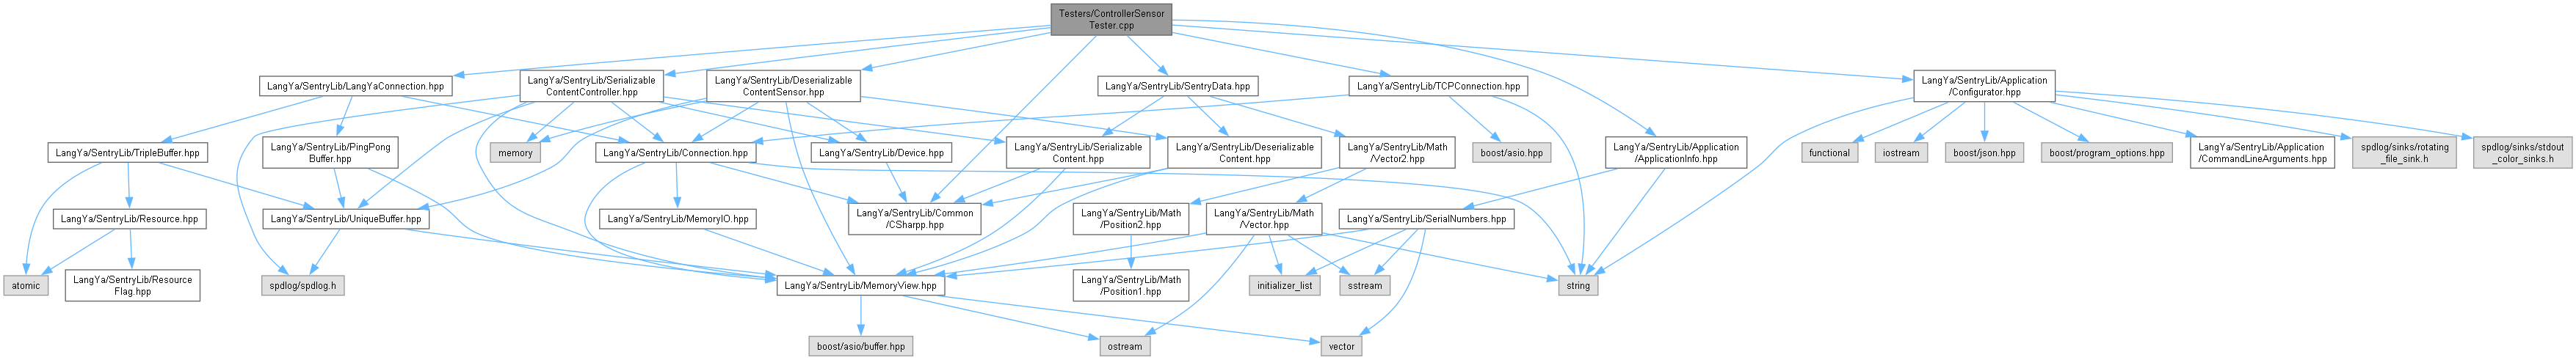 Testers/ControllerSensor
Tester.cpp
LangYa/SentryLib/LangYaConnection.hpp
LangYa/SentryLib/Serializable
ContentController.hpp
LangYa/SentryLib/Deserializable
ContentSensor.hpp
LangYa/SentryLib/SentryData.hpp
LangYa/SentryLib/TCPConnection.hpp
LangYa/SentryLib/Application
/Configurator.hpp
LangYa/SentryLib/TripleBuffer.hpp
LangYa/SentryLib/PingPong
Buffer.hpp
memory
LangYa/SentryLib/Connection.hpp
LangYa/SentryLib/Device.hpp
LangYa/SentryLib/Serializable
Content.hpp
LangYa/SentryLib/Deserializable
Content.hpp
LangYa/SentryLib/Math
/Vector2.hpp
boost/asio.hpp
LangYa/SentryLib/Application
/ApplicationInfo.hpp
functional
iostream
boost/json.hpp
boost/program_options.hpp
LangYa/SentryLib/Application
/CommandLineArguments.hpp
spdlog/sinks/rotating
_file_sink.h
spdlog/sinks/stdout
_color_sinks.h
LangYa/SentryLib/Resource.hpp
LangYa/SentryLib/UniqueBuffer.hpp
LangYa/SentryLib/MemoryIO.hpp
LangYa/SentryLib/Common
/CSharpp.hpp
LangYa/SentryLib/Math
/Position2.hpp
LangYa/SentryLib/Math
/Vector.hpp
LangYa/SentryLib/SerialNumbers.hpp
atomic
LangYa/SentryLib/Resource
Flag.hpp
spdlog/spdlog.h
LangYa/SentryLib/MemoryView.hpp
LangYa/SentryLib/Math
/Position1.hpp
initializer_list
sstream
string
boost/asio/buffer.hpp
ostream
vector